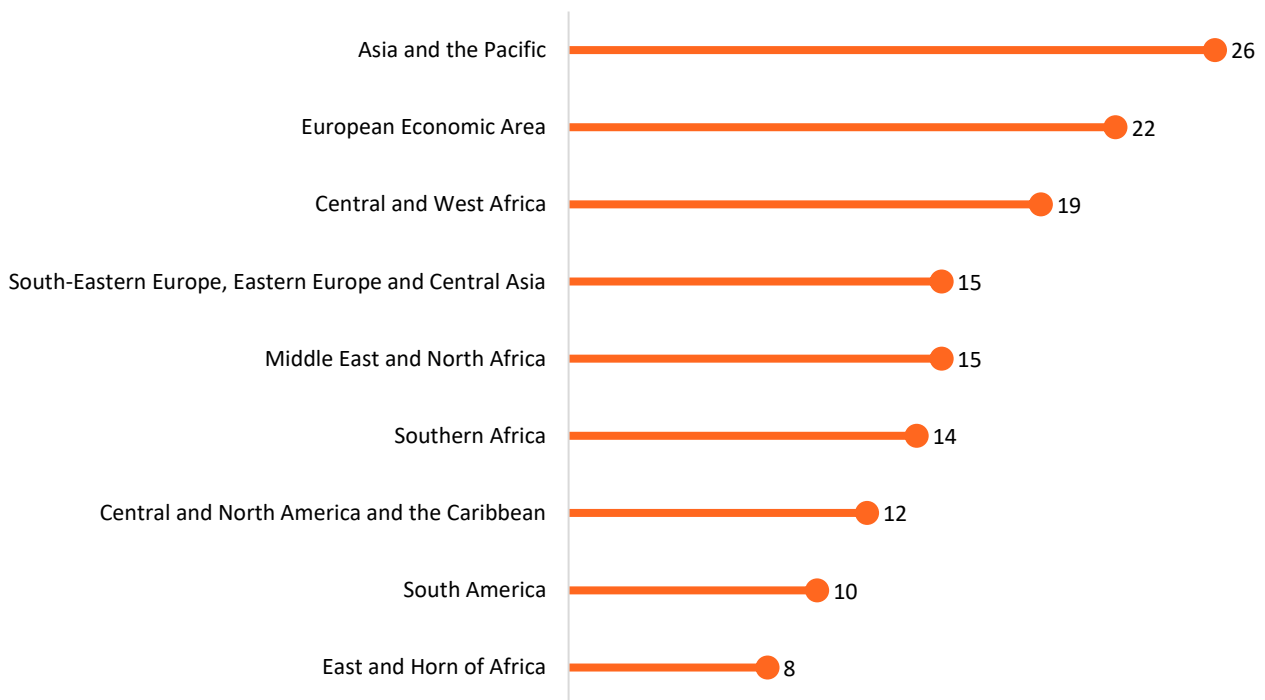 Asia and the Pacific 26
European Economic Area 22
Central and West Africa 19
South-Eastern Europe, Eastern Europe and Central Asia 15
Middle East and North Africa 15
Southern Africa 14
Central and North America and the Caribbean 12
South America 10
East and Horn of Africa 8